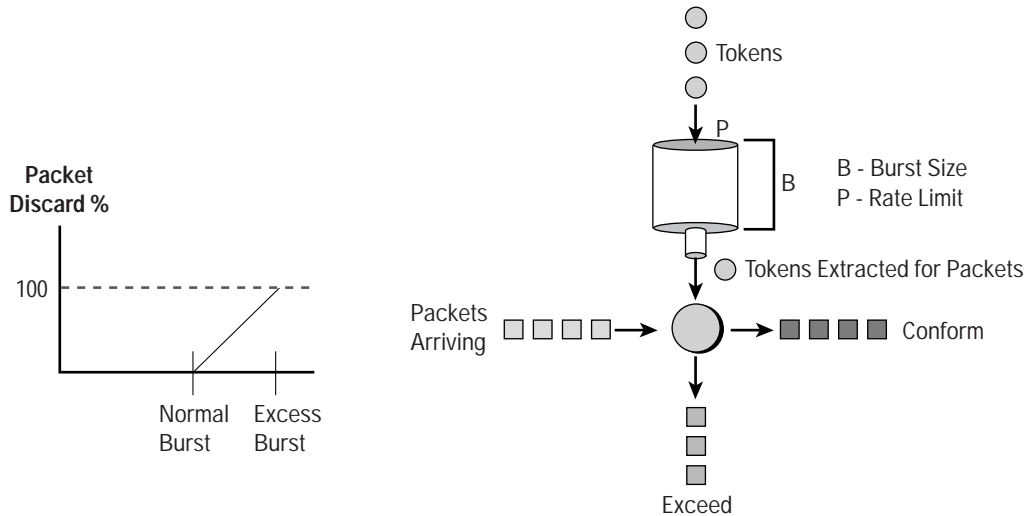 Packet
Discard %
100
Normal
Burst
Excess
Burst
Tokens
P
B
B - Burst Size
P - Rate Limit
Tokens Extracted for Packets
Packets
Arriving
Conform
Exceed